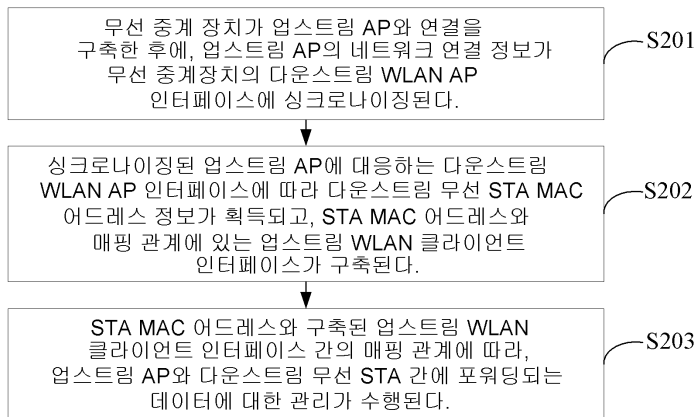 무선 중계 장치가 업스트림 AP와 연결을
구축한 후에, 업스트림 AP의 네트워크 연결 정보가
무선 중계장치의 다운스트림 WLAN AP
인터페이스에 싱크로나이징된다.
S201
싱크로나이징된 업스트림 AP에 대응하는 다운스트림
WLAN AP 인터페이스에 따라 다운스트림 무선 STA MAC
어드레스 정보가 획득되고, STA MAC 어드레스와
매핑 관계에 있는 업스트림 WLAN 클라이언트
인터페이스가 구축된다.
S202
STA MAC 어드레스와 구축된 업스트림 WLAN
클라이언트 인터페이스 간의 매핑 관계에 따라,
업스트림 AP와 다운스트림 무선 STA 간에 포워딩되는
데이터에 대한 관리가 수행된다.
S203